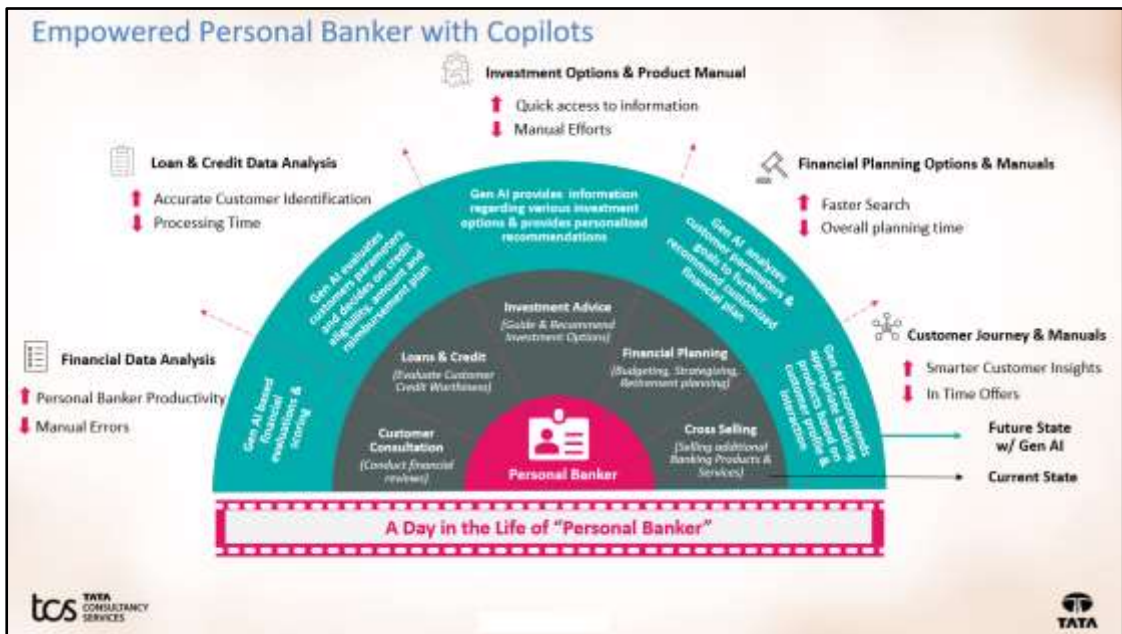 Empowered Personal Banker with Copilots
Investment Options & Product Manual
Quick access to information
Manual Efforts
Loan & Credit Data Analysis
Accurate Customer Identification
Processing Time
Financial Planning Options & Manuals
Faster Search
Overall planning time
Financial Data Analysis
Personal Banker Productivity
Manual Errors
Customer Journey & Manuals
Smarter Customer Insights
In Time Offers
Gen AI based
financial
evaluations &
scoring
Gen AI evaluates
customers parameters
and decides on credit
eligibility, amount and
reimbursement plan
Gen AI provides information
regarding various investment
options & provides personalized
recommendations
Gen AI analyzes
customer parameters &
goals to further
recommend customized
financial plan
Gen AI recommends
appropriate banking
products based on
customer profile &
interaction
Customer
Consultation
(Conduct financial
reviews)
Loans & Credit
(Evaluate Customer
Credit Worthiness)
Investment Advice
(Guide & Recommend
Investment Options)
Financial Planning
(Budgeting, Strategizing,
Retirement planning)
Cross Selling
(Selling additional
Banking Products &
Services)
Personal Banker
Future State
w/ Gen AI
Current State
A Day in the Life of "Personal Banker"
tcs TATA
CONSULTANCY
SERVICES
TATA